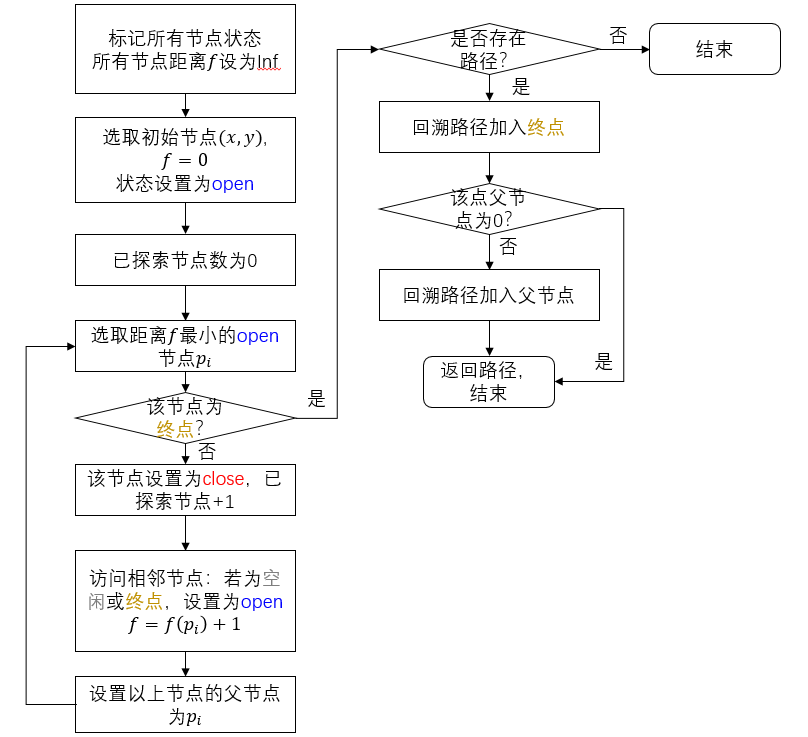 标记所有节点状态
所有节点距离𝑓设为Inf
选取初始节点(𝑥, 𝑦),
𝑓 = 0
状态设置为open
已探索节点数为0
选取距离𝑓最小的open
节点𝑝ᵢ
该节点为
终点?
是
否
该节点设置为close，已
探索节点+1
访问相邻节点：若为空
闲或终点，设置为open
𝑓 = 𝑓(𝑝ᵢ) + 1
设置以上节点的父节点
为𝑝ᵢ
是否存在
路径?
否
结束
是
回溯路径加入终点
该点父节
点为0?
否
回溯路径加入父节点
是
返回路径，
结束